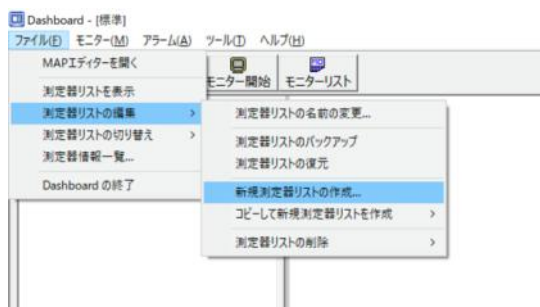 Dashboard - [標準]
ファイル(F) モニター(M) アラーム(A) ツール(T) ヘルプ(H)
MAPエディターを開く
測定器リストを表示
測定器リストの編集 >
測定器リストの切り替え >
測定器情報一覧...
Dashboard の終了
モニター開始 モニターリスト
測定器リストの名前の変更...
測定器リストのバックアップ
測定器リストの復元
新規測定器リストの作成...
コピーして新規測定器リストを作成 >
測定器リストの削除 >